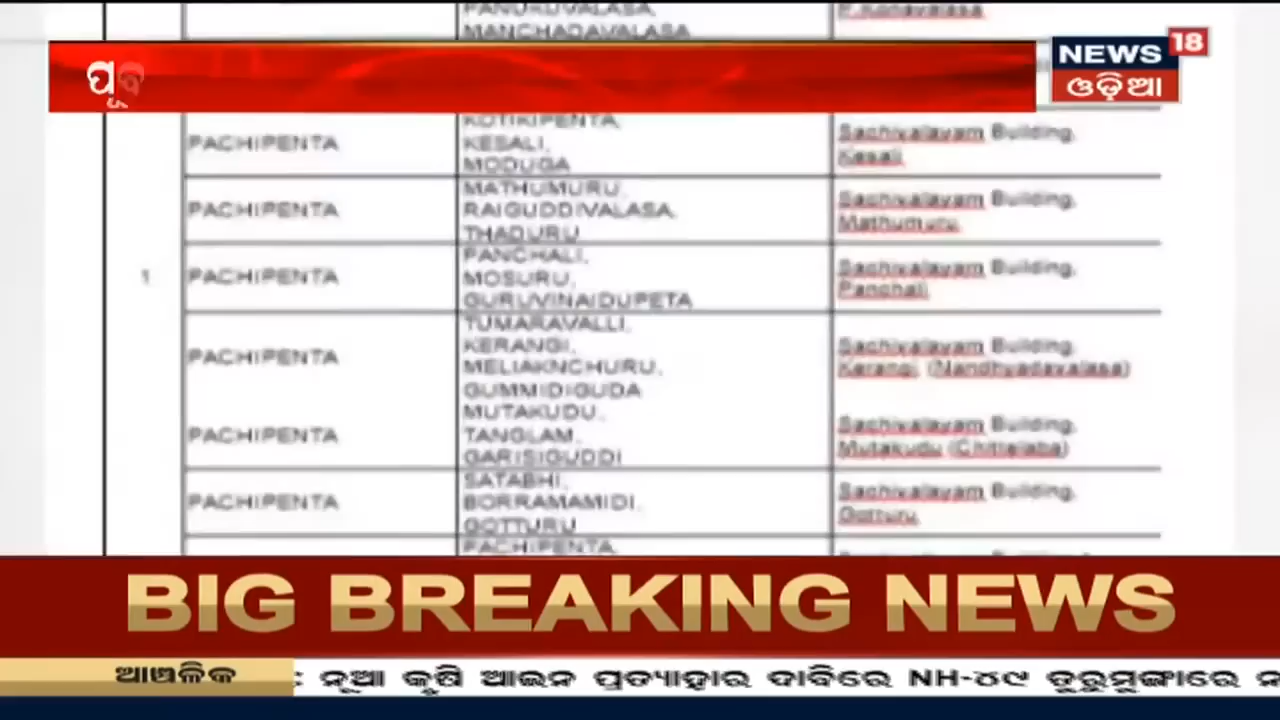 PANUKUVALASA,
MANCHADAVALASA
P.Konavalasa
ପୂର୍ବ
NEWS 18
ଓଡ଼ିଆ
PACHIPENTA
KOTIKIPENTA,
KESALI,
MODUGA
Sachivalayam Building,
Kesali
PACHIPENTA
MATHUMURU,
RAIGUDDIVALASA,
THADURU
Sachivalayam Building,
Mathumuru
1
PACHIPENTA
PANCHALI,
MOSURU,
GURUVINAIDUPETA
Sachivalayam Building,
Panchali
PACHIPENTA
TUMARAVALLI,
KERANGI,
MELIAKNCHURU,
GUMMIDIGUDA
Sachivalayam Building
Kerangi, (Nandhyadavalasa)
PACHIPENTA
MUTAKUDU,
TANGLAM,
GARISIGUDDI
Sachivalayam Building,
Mutakudu (Chittelaba)
PACHIPENTA
SATABHI,
BORRAMAMIDI,
GOTTURU
Sachivalayam Building,
Gotturu
PACHIPENTA,
BIG BREAKING NEWS
ଆଞ୍ଚଳିକ
: ନୂଆ କୃଷି ଆଇନ ପ୍ରତ୍ୟାହାର ଦାବିରେ NH-୪୯ ଡୁରୁମୁଙ୍ଗାରେ ନ